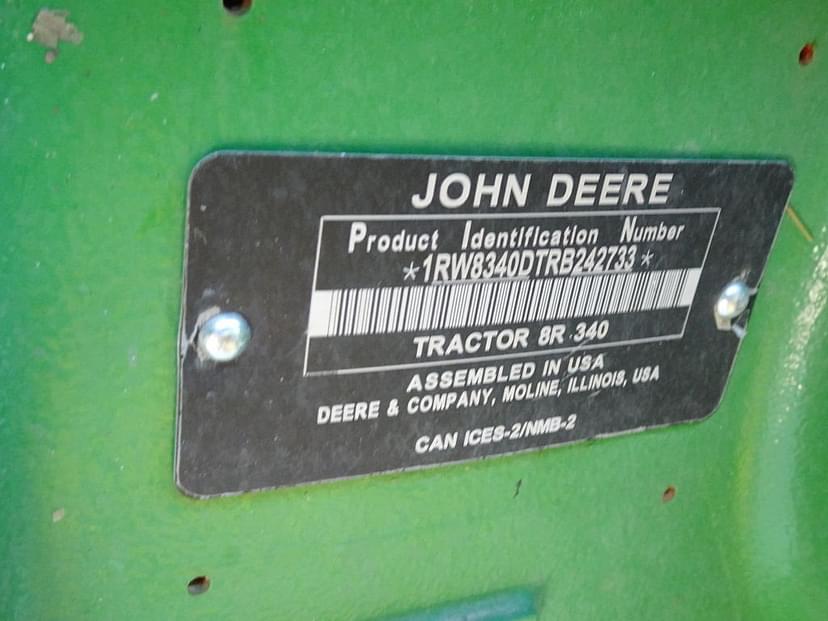 JOHN DEERE
Product Identification Number
*1RW8340DTRB242733*
TRACTOR 8R 340
ASSEMBLED IN USA
DEERE & COMPANY, MOLINE, ILLINOIS, USA
CAN ICES-2/NMB-2